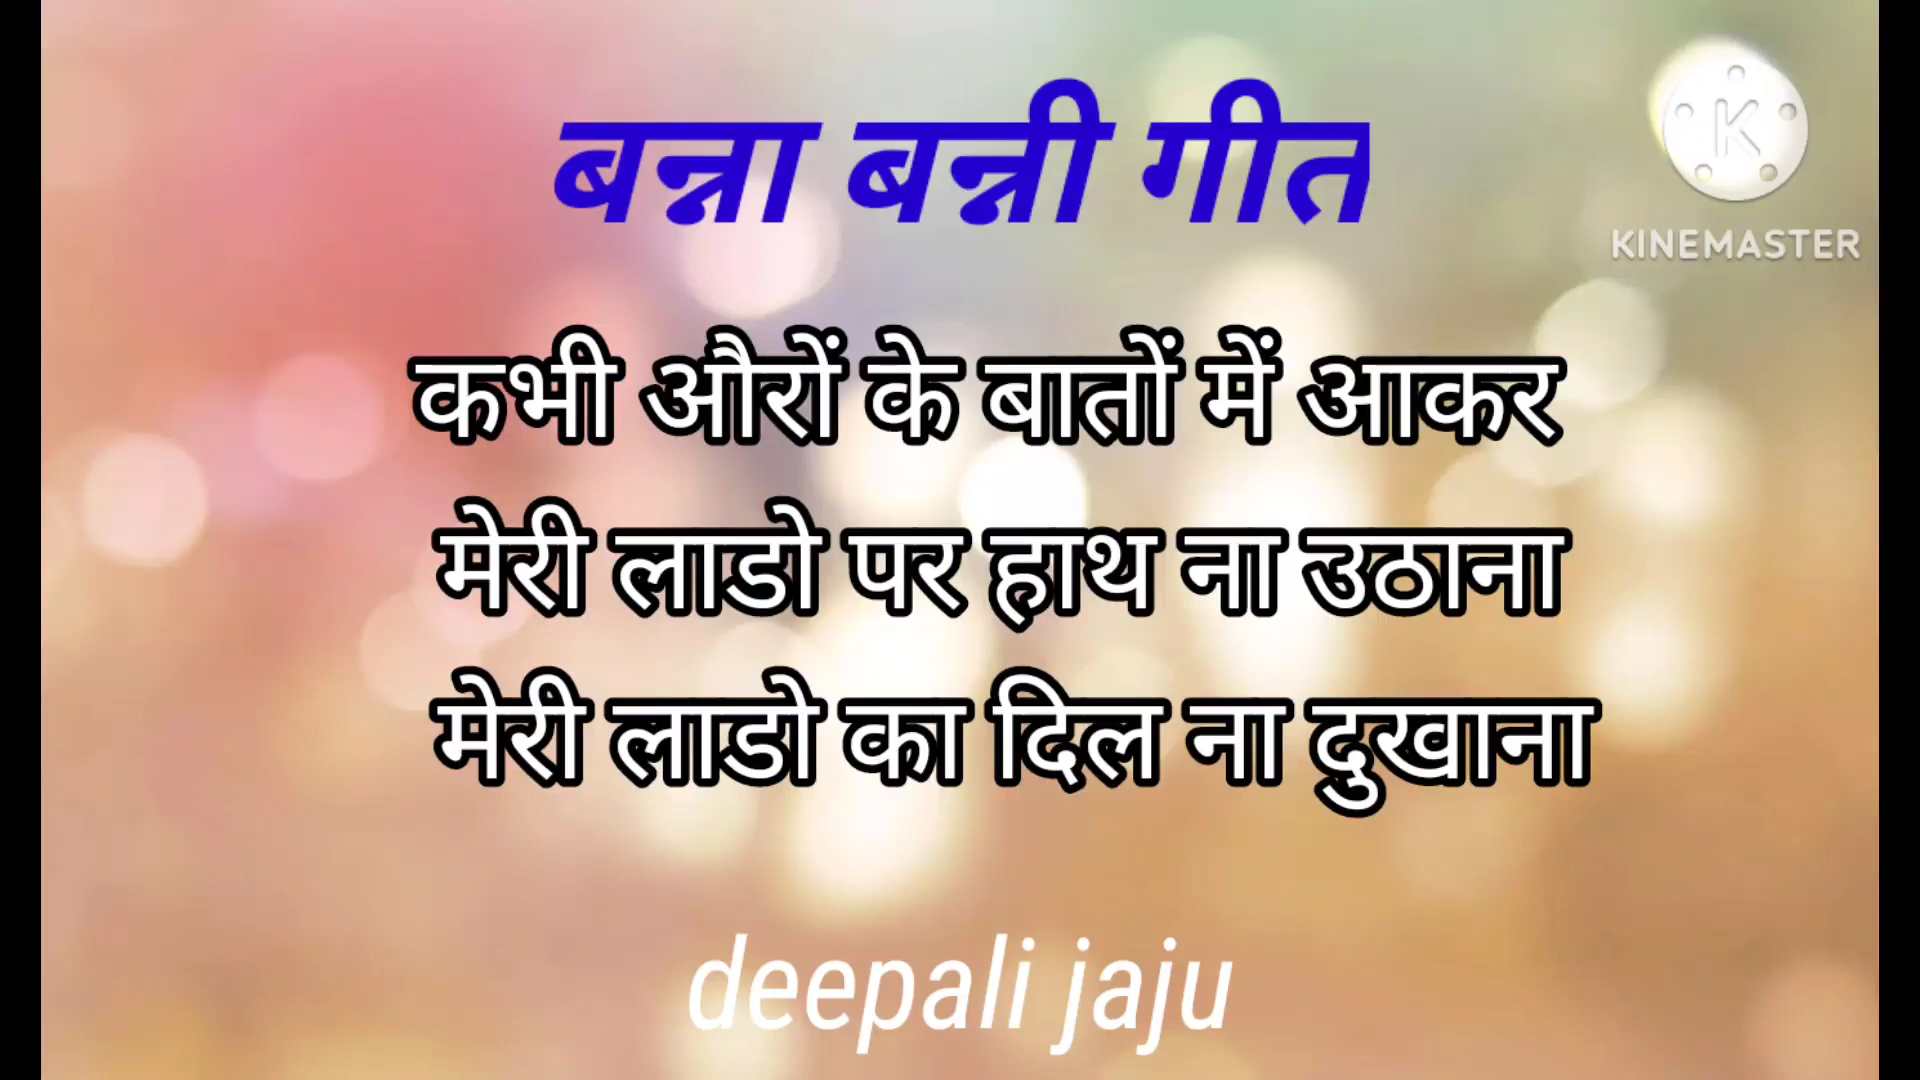 बन्ना बन्नी गीत
KINEMASTER
कभी औरों के बातों में आकर
मेरी लाडो पर हाथ ना उठाना
मेरी लाडो का दिल ना दुखाना
deepali jaju